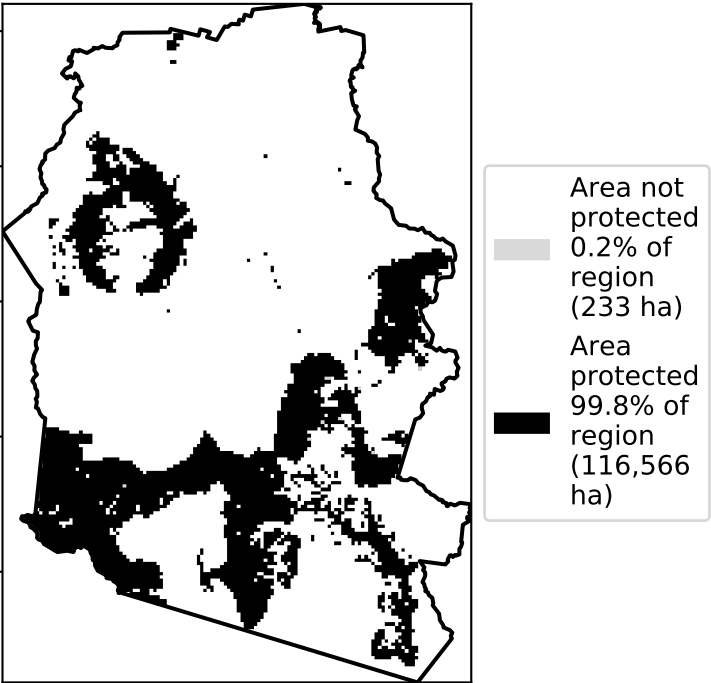 Area not
protected
0.2% of
region
(233 ha)
Area
protected
99.8% of
region
(116,566
ha)